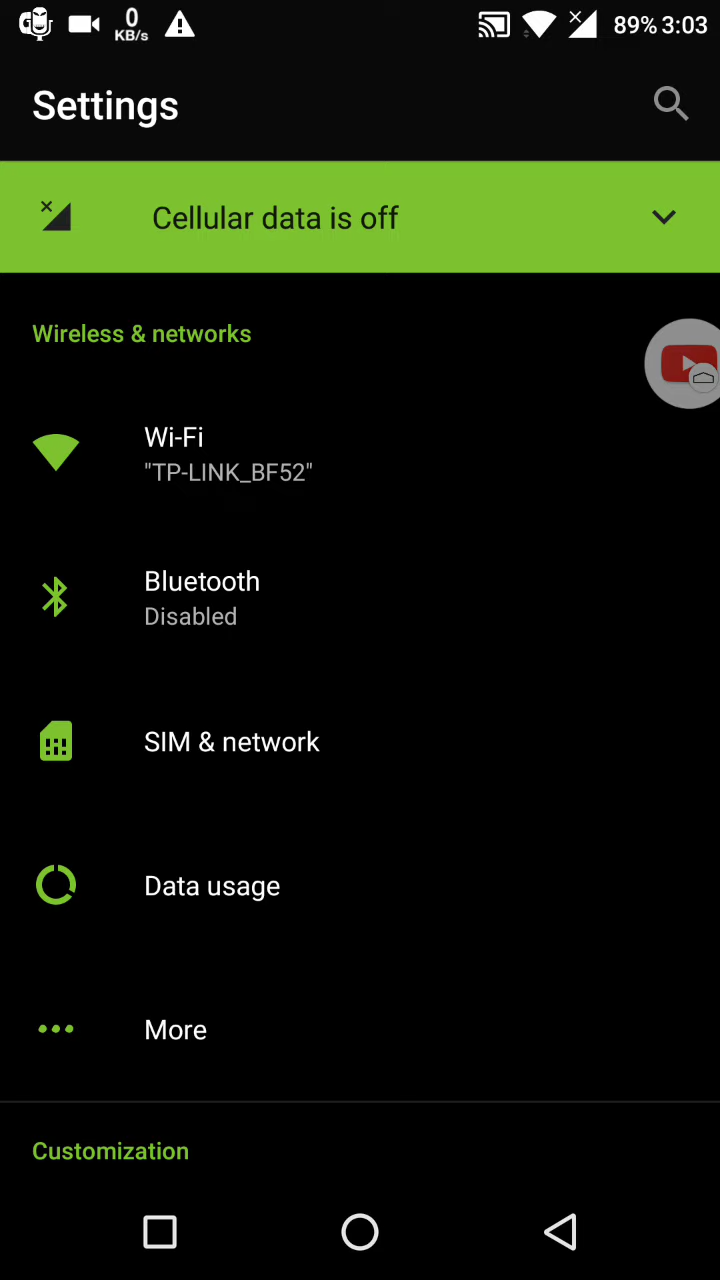 0
KB/s
89% 3:03
Settings
Cellular data is off
Wireless & networks
Wi-Fi
"TP-LINK_BF52"
Bluetooth
Disabled
SIM & network
Data usage
More
Customization